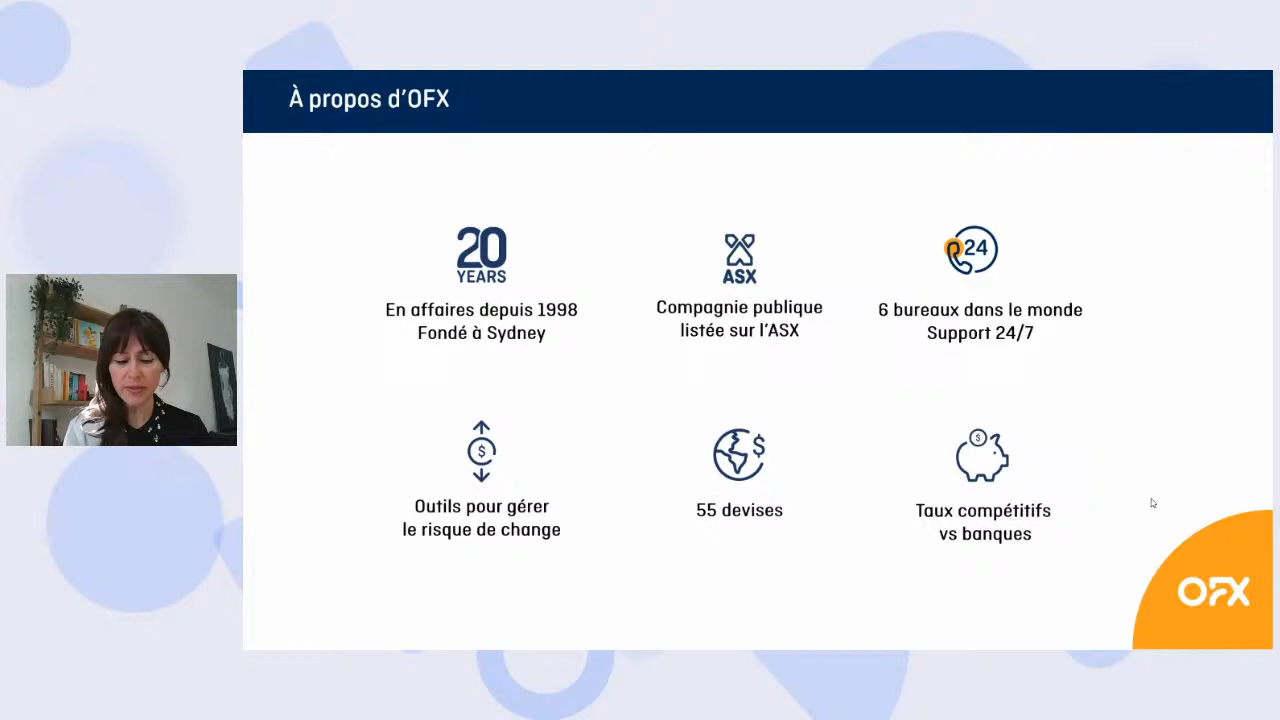 À propos d'OFX
20
YEARS
En affaires depuis 1998
Fondé à Sydney
ASX
Compagnie publique
listée sur l'ASX
24
6 bureaux dans le monde
Support 24/7
$
Outils pour gérer
le risque de change
$
55 devises
$
Taux compétitifs
vs banques
OFX